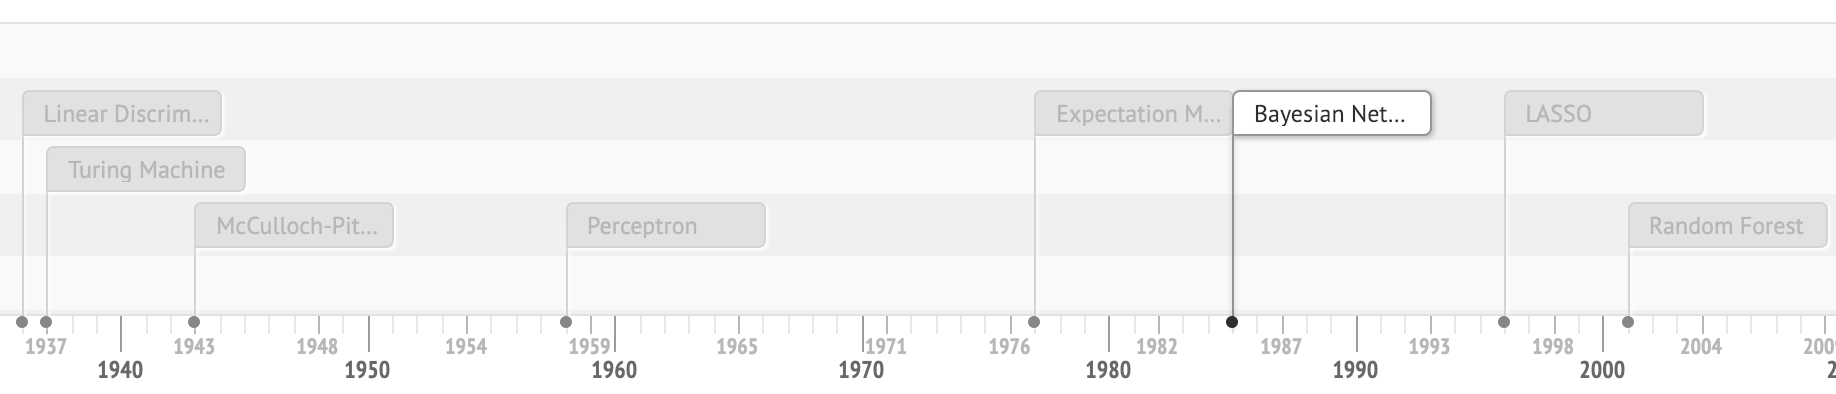 Linear Discrim...
Expectation M...
Bayesian Net...
LASSO
Turing Machine
McCulloch-Pit...
Perceptron
Random Forest
1937 1943 1948 1954 1959 1965 1971 1976 1982 1987 1993 1998 2004
1940 1950 1960 1970 1980 1990 2000